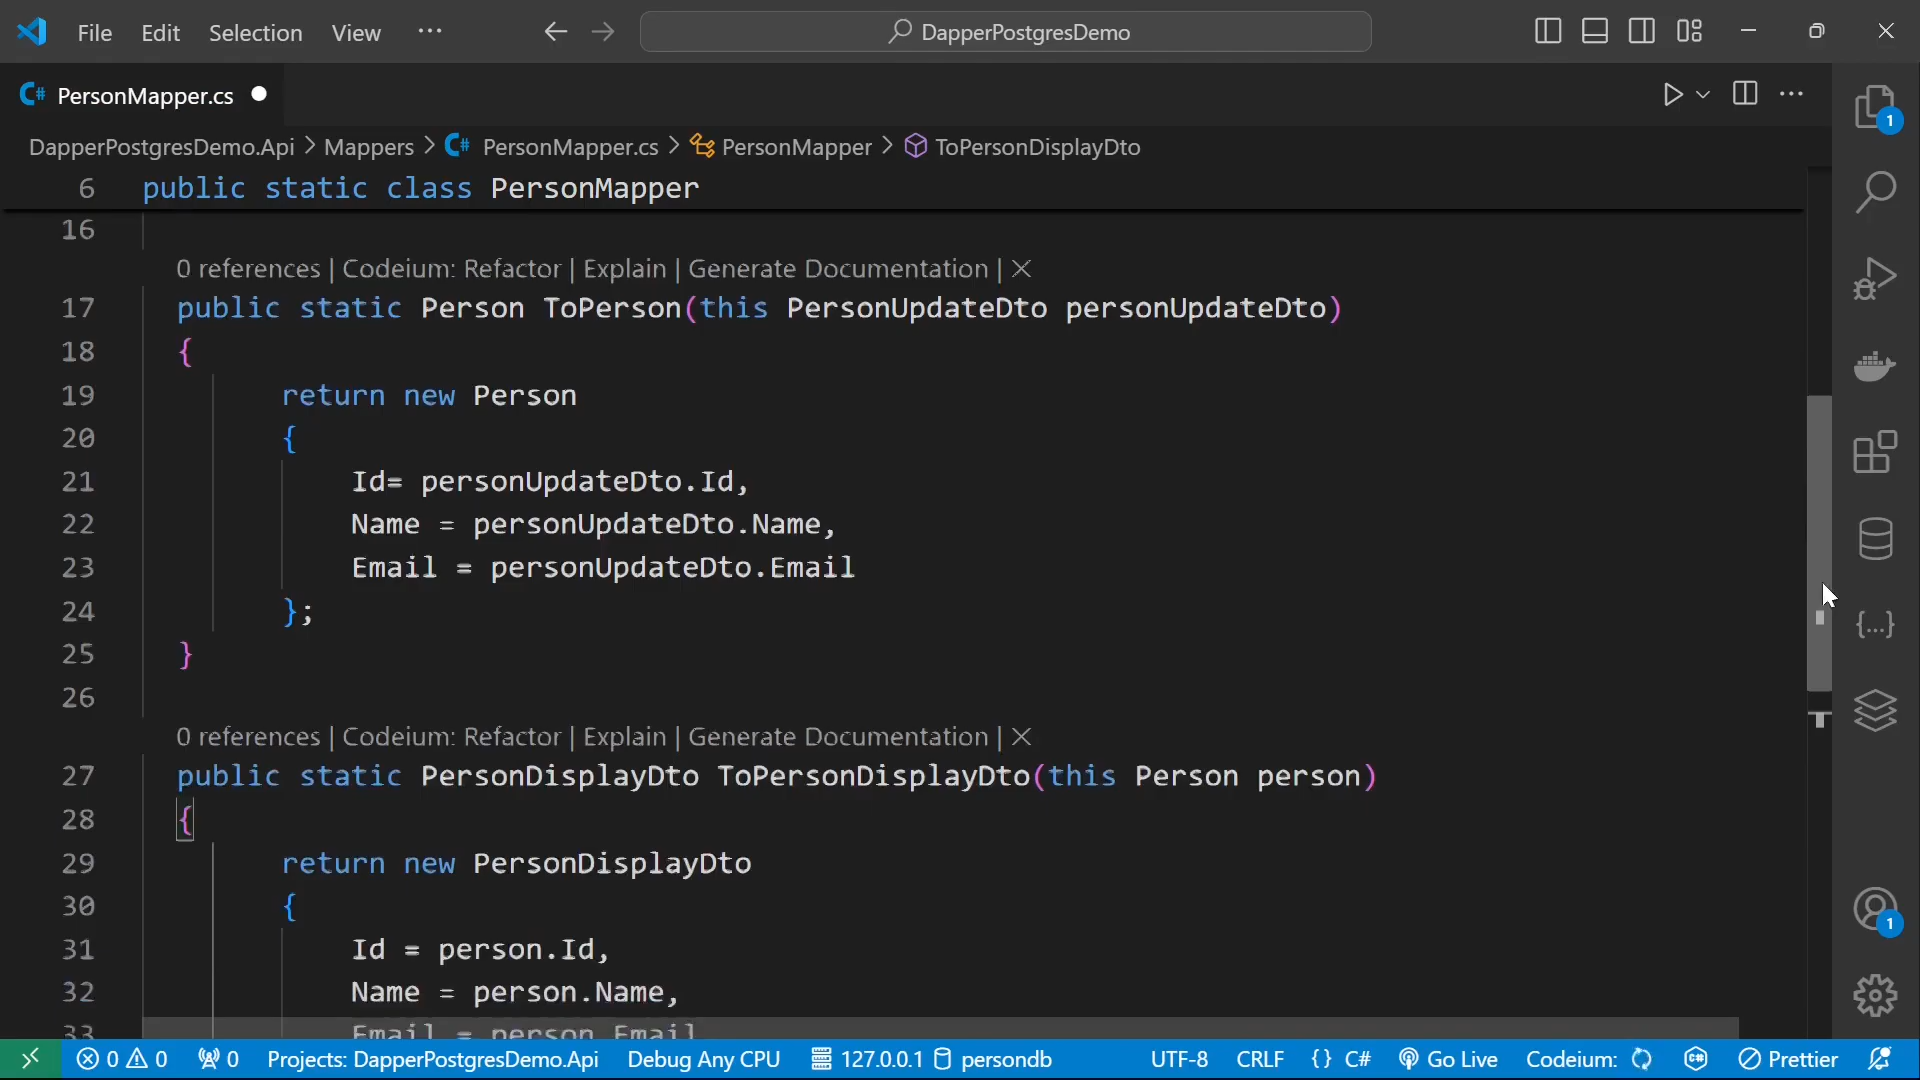 File Edit Selection View ··· DapperPostgresDemo
C# PersonMapper.cs
DapperPostgresDemo.Api > Mappers > C# PersonMapper.cs > PersonMapper > ToPersonDisplayDto
6 public static class PersonMapper
16
0 references | Codeium: Refactor | Explain | Generate Documentation | ×
17 public static Person ToPerson(this PersonUpdateDto personUpdateDto)
18 {
19 return new Person
20 {
21 Id= personUpdateDto.Id,
22 Name = personUpdateDto.Name,
23 Email = personUpdateDto.Email
24 };
25 }
26
0 references | Codeium: Refactor | Explain | Generate Documentation | ×
27 public static PersonDisplayDto ToPersonDisplayDto(this Person person)
28 {
29 return new PersonDisplayDto
30 {
31 Id = person.Id,
32 Name = person.Name,
33 Email = person.Email
1
{...}
1
0 0 0 Projects: DapperPostgresDemo.Api Debug Any CPU 127.0.0.1 persondb UTF-8 CRLF {} C# Go Live Codeium: Prettier